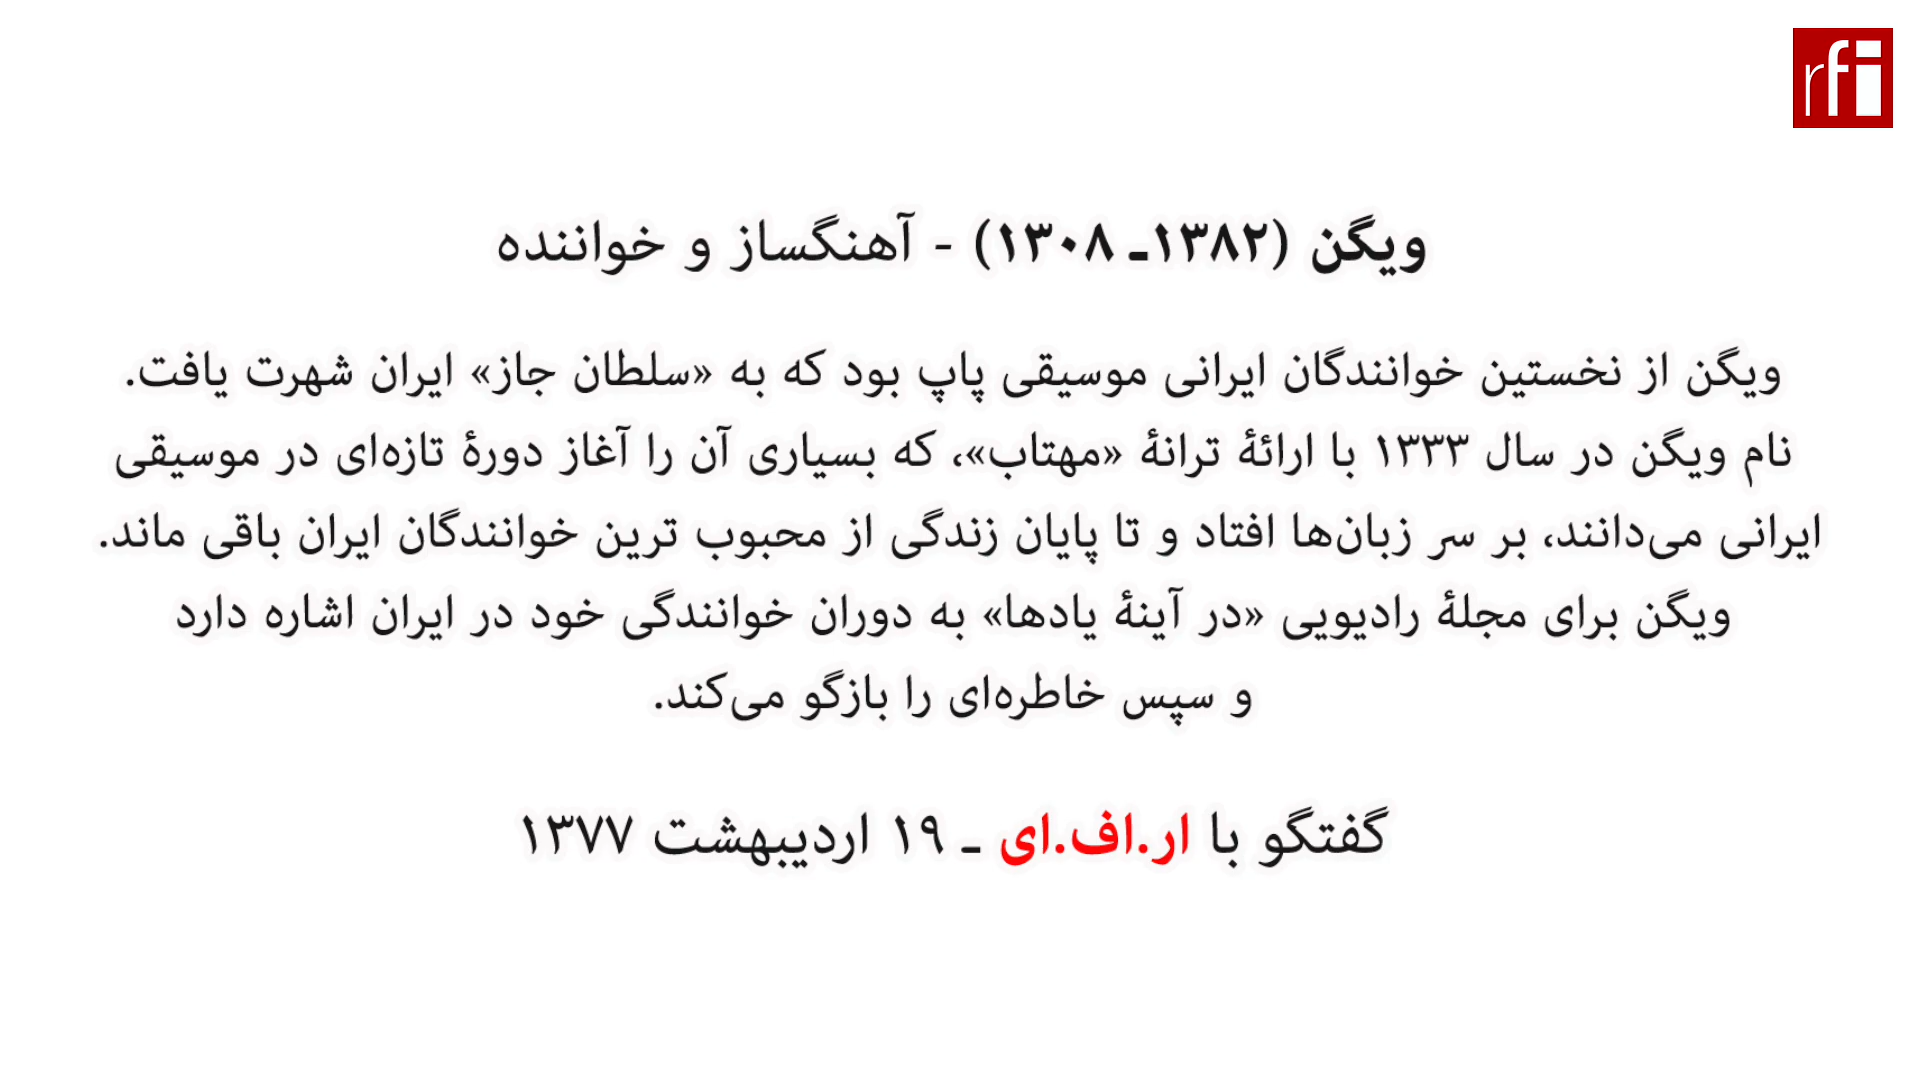 rfi
ویگن (۱۳۸۲ـ ۱۳۰۸) - آهنگساز و خواننده
ویگن از نخستین خوانندگان ایرانی موسیقی پاپ بود که به «سلطان جاز» ایران شهرت یافت.
نام ویگن در سال ۱۳۳۳ با ارائهٔ ترانهٔ «مهتاب»، که بسیاری آن را آغاز دورهٔ تازه‌ای در موسیقی
ایرانی می‌دانند، بر سر زبان‌ها افتاد و تا پایان زندگی از محبوب ترین خوانندگان ایران باقی ماند.
ویگن برای مجلهٔ رادیویی «در آینهٔ یادها» به دوران خوانندگی خود در ایران اشاره دارد
و سپس خاطره‌ای را بازگو می‌کند.
گفتگو با ار.اف.ای ـ ۱۹ اردیبهشت ۱۳۷۷